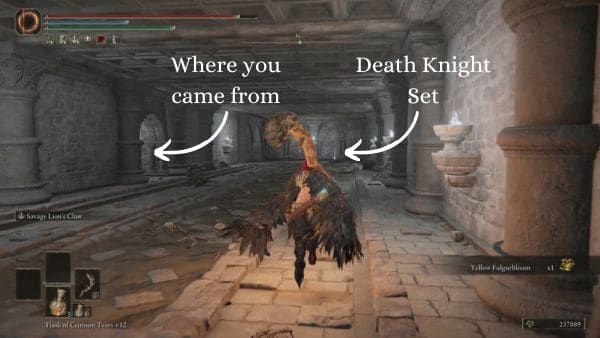 Where you
came from
Death Knight
Set
Savage Lion's Claw
Yellow Fulgurbloom x1
Flask of Crimson Tears +12
237889